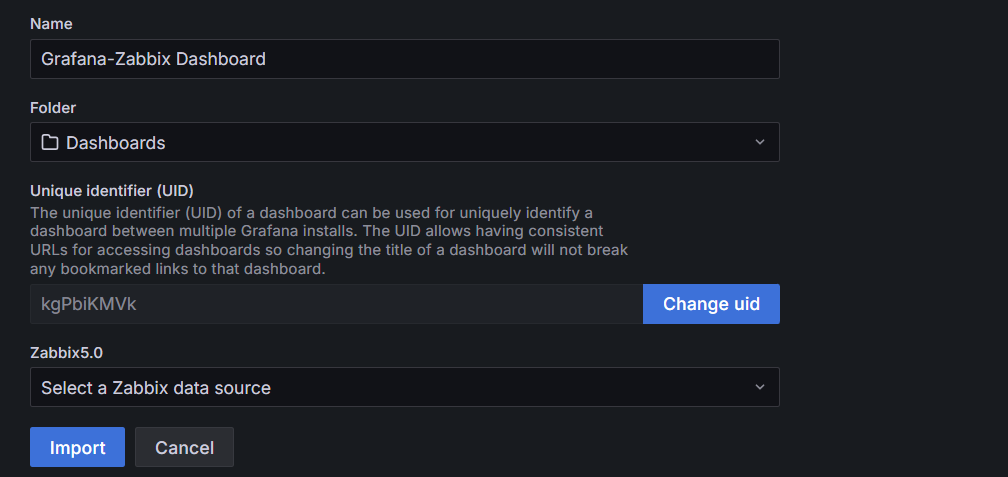 Name
Grafana-Zabbix Dashboard
Folder
Dashboards
Unique identifier (UID)
The unique identifier (UID) of a dashboard can be used for uniquely identify a
dashboard between multiple Grafana installs. The UID allows having consistent
URLs for accessing dashboards so changing the title of a dashboard will not break
any bookmarked links to that dashboard.
kgPbiKMVk
Change uid
Zabbix5.0
Select a Zabbix data source
Import
Cancel